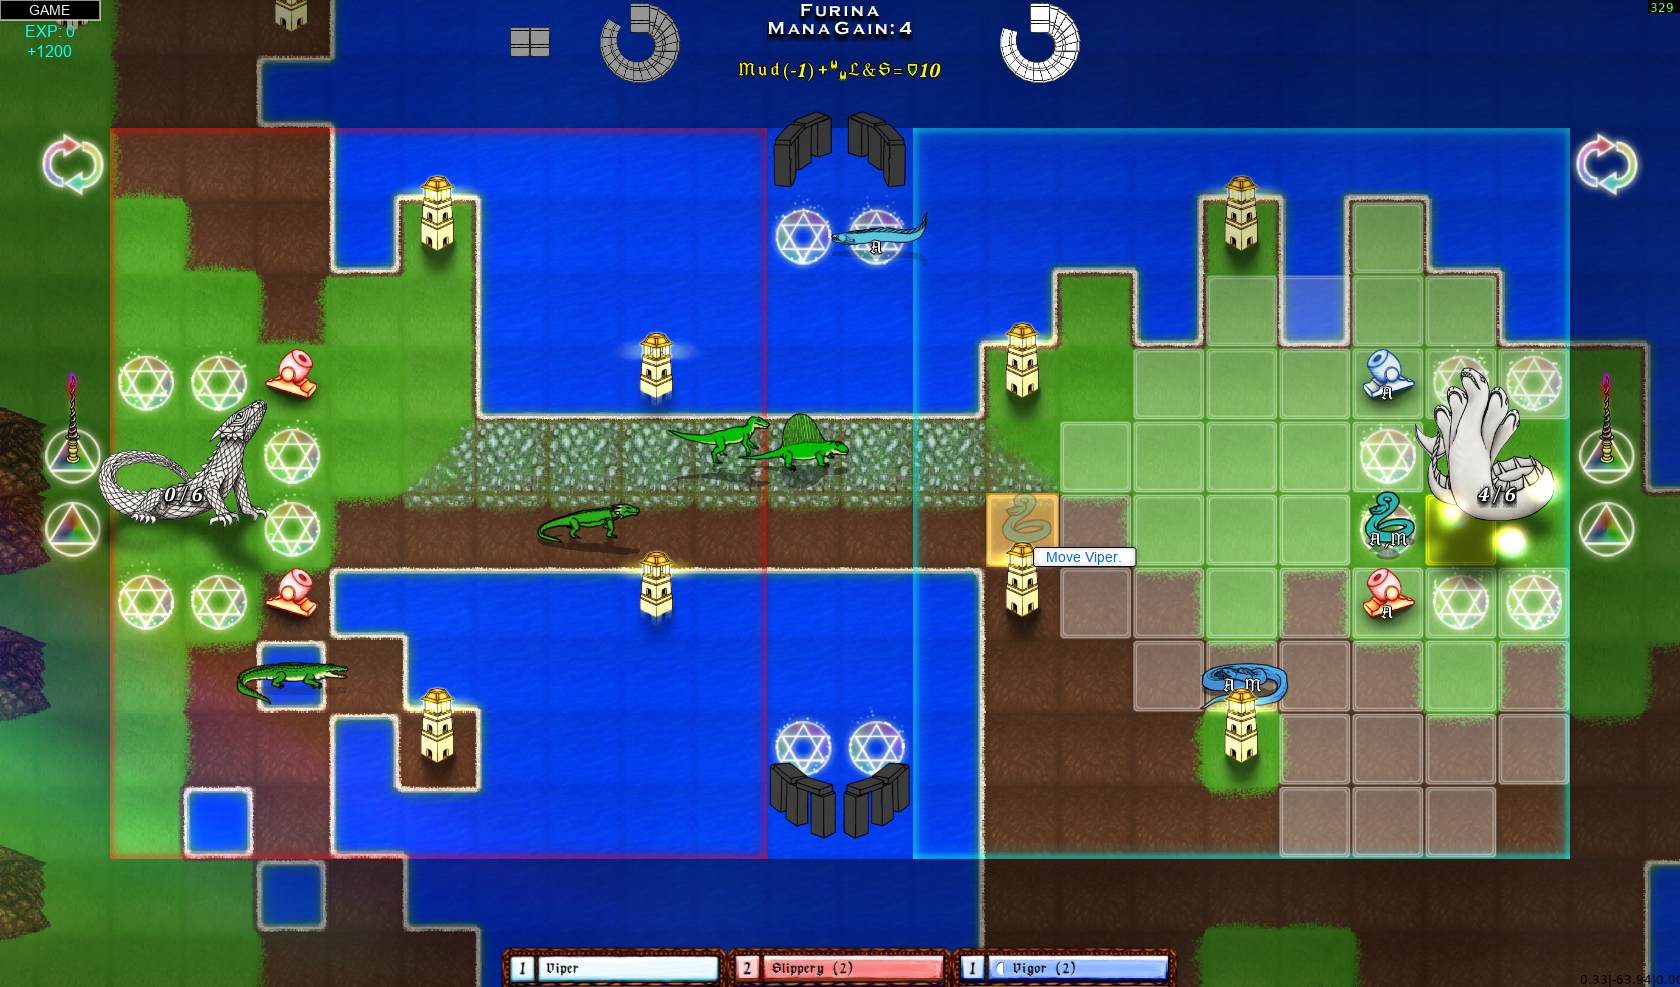 GAME
EXP: 0
+1200
FURINA
MANAGAIN: 4
Mud(-1)+ L&S= 10
329
A
A
0/6
4/6
A,M
Move Viper.
A
A M
1 Viper
2 Slippery (2)
1 Vigor (2)